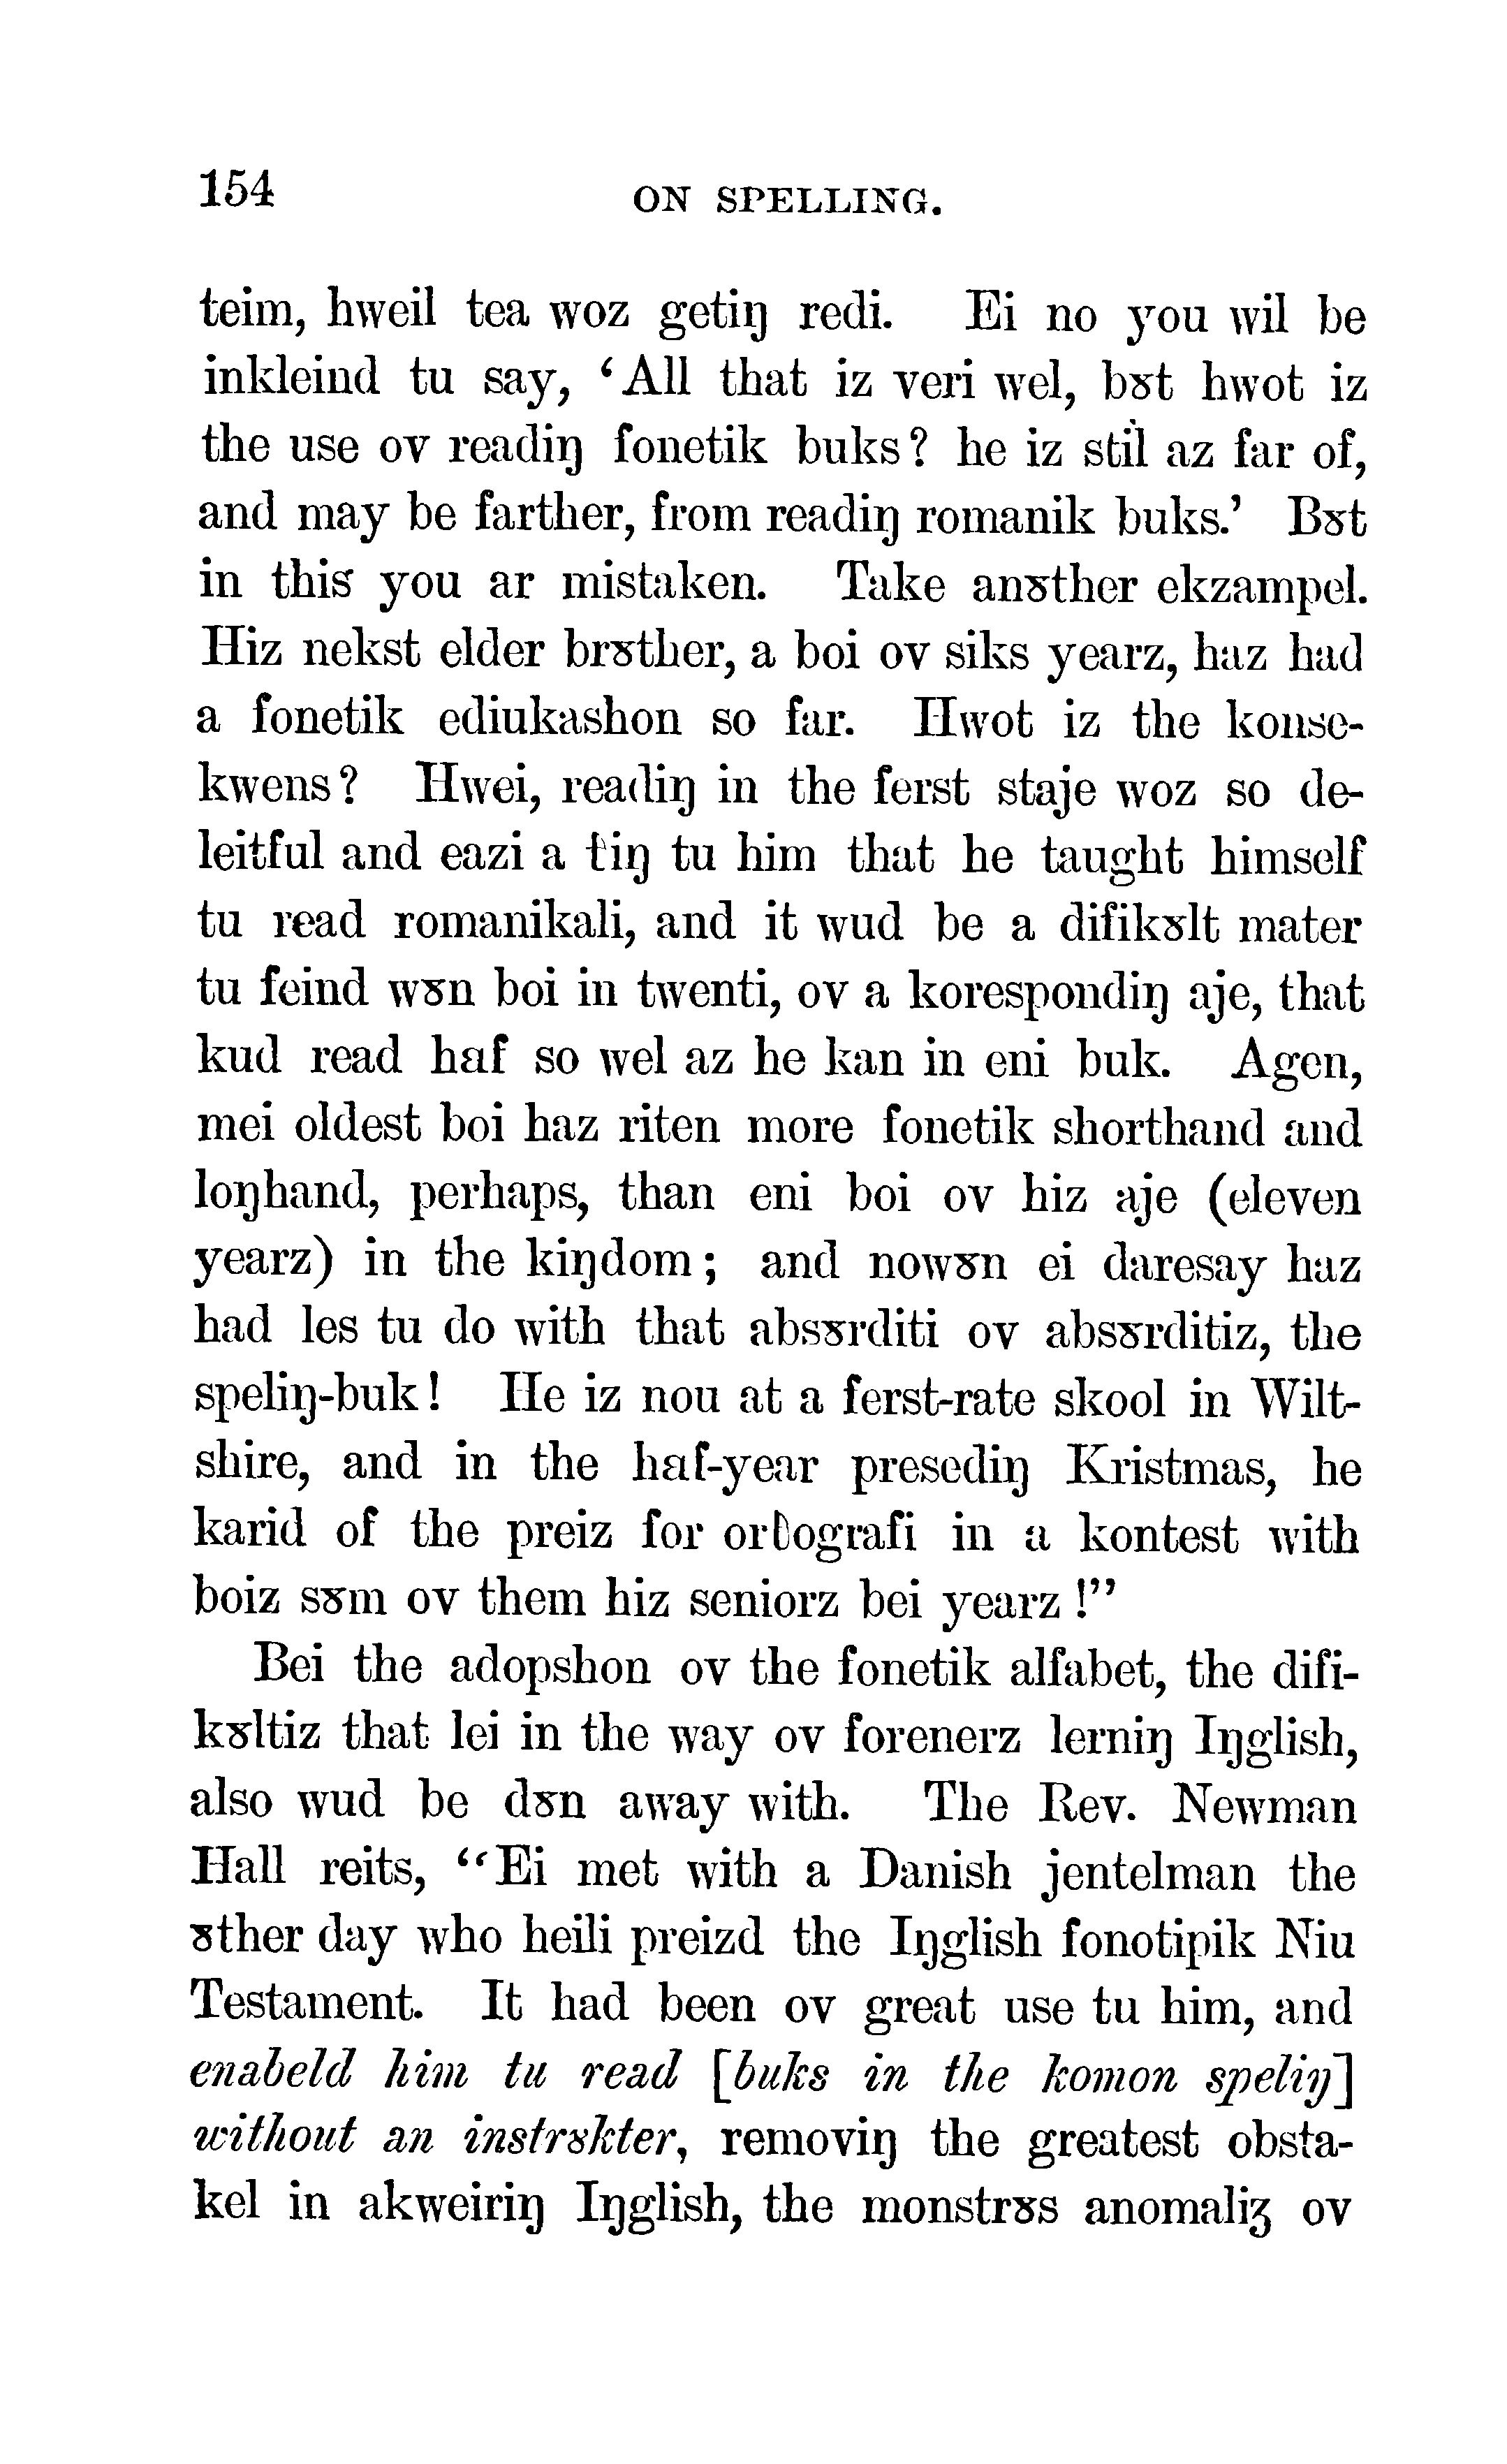 154 ON SPELLING.
teim, hweil tea woz getiŋ redi. Ei no you wil be
inkleind tu say, ‘All that iz veri wel, bɤt hwot iz
the use ov readiŋ fonetik buks? he iz stil az far of,
and may be farther, from readiŋ romanik buks.’ Bɤt
in this you ar mistaken. Take anɤther ekzampel.
Hiz nekst elder brɤther, a boi ov siks yearz, haz had
a fonetik ediukashon so far. Hwot iz the konse-
kwens? Hwei, readiŋ in the ferst staje woz so de-
leitful and eazi a ꞇiŋ tu him that he taught himself
tu read romanikali, and it wud be a difikɤlt mater
tu feind wɤn boi in twenti, ov a korespondiŋ aje, that
kud read haf so wel az he kan in eni buk. Agen,
mei oldest boi haz riten more fonetik shorthand and
loŋhand, perhaps, than eni boi ov hiz aje (eleven
yearz) in the kiŋdom; and nowɤn ei daresay haz
had les tu do with that absɤrditi ov absɤrditiz, the
speliŋ-buk! He iz nou at a ferst-rate skool in Wilt-
shire, and in the haf-year presediŋ Kristmas, he
karid of the preiz for orꞇografi in a kontest with
boiz sɤm ov them hiz seniorz bei yearz!”
Bei the adopshon ov the fonetik alfabet, the difi-
kɤltiz that lei in the way ov forenerz lerniŋ Iŋglish,
also wud be dɤn away with. The Rev. Newman
Hall reits, “Ei met with a Danish jentelman the
ɤther day who heili preizd the Iŋglish fonotipik Niu
Testament. It had been ov great use tu him, and
enabeld him tu read [buks in the komon speliŋ]
without an instrɤkter, removiŋ the greatest obsta-
kel in akweiriŋ Iŋglish, the monstrɤs anomaliʒ ov